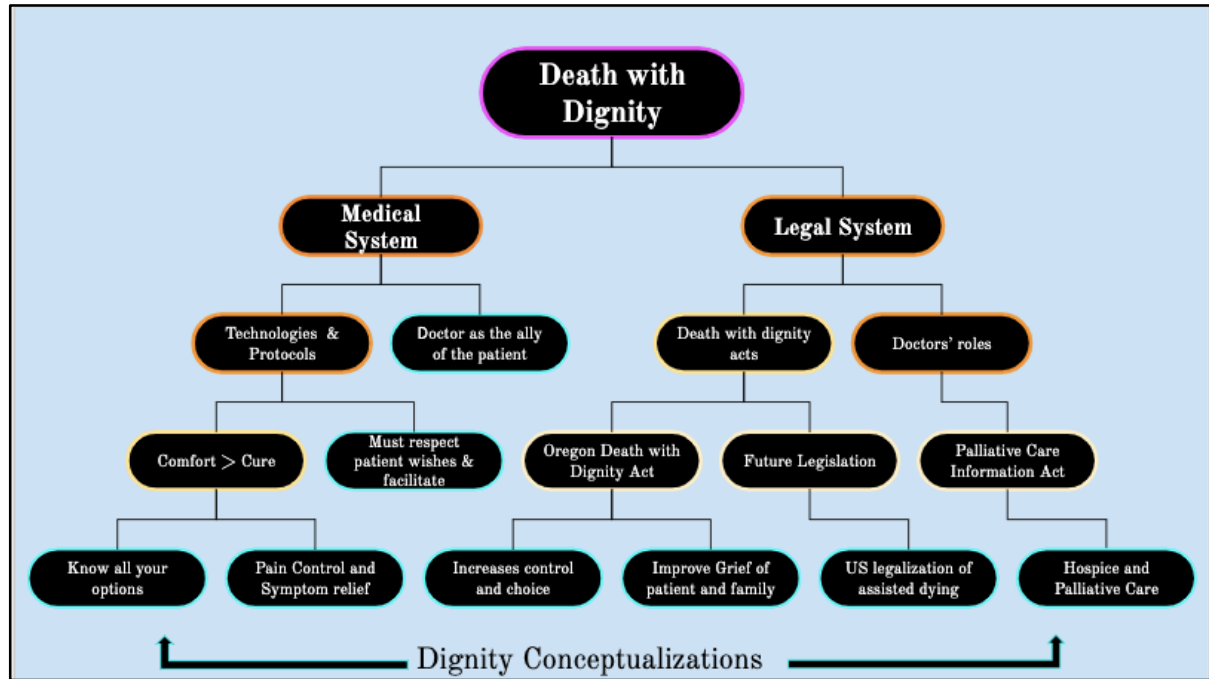 Death with
Dignity
Medical
System
Legal System
Technologies &
Protocols
Doctor as the ally
of the patient
Death with dignity
acts
Doctors' roles
Comfort > Cure
Must respect
patient wishes &
facilitate
Oregon Death with
Dignity Act
Future Legislation
Palliative Care
Information Act
Know all your
options
Pain Control and
Symptom relief
Increases control
and choice
Improve Grief of
patient and family
US legalization of
assisted dying
Hospice and
Palliative Care
Dignity Conceptualizations